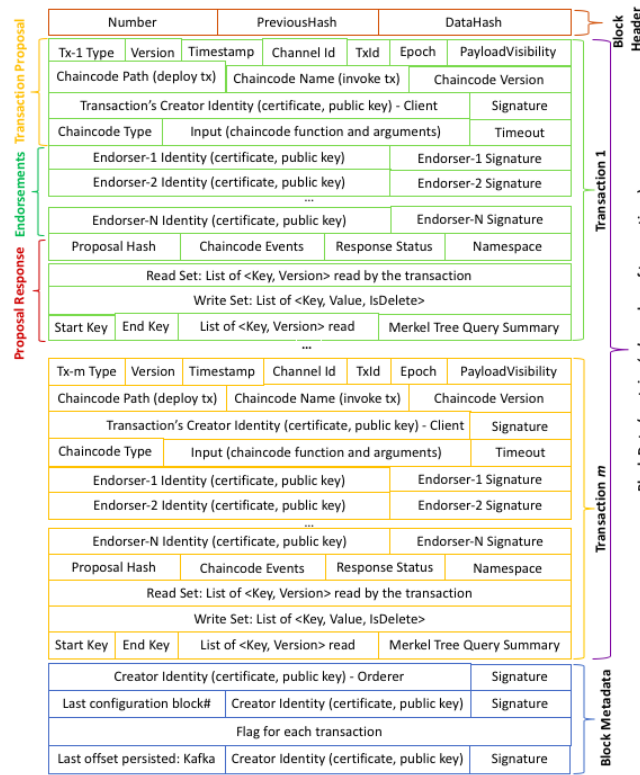 Number PreviousHash DataHash
Block Header
Transaction Proposal
Tx-1 Type Version Timestamp Channel Id TxId Epoch PayloadVisibility
Chaincode Path (deploy tx) Chaincode Name (invoke tx) Chaincode Version
Transaction's Creator Identity (certificate, public key) - Client Signature
Chaincode Type Input (chaincode function and arguments) Timeout
Endorsements
Endorser-1 Identity (certificate, public key) Endorser-1 Signature
Endorser-2 Identity (certificate, public key) Endorser-2 Signature
...
Endorser-N Identity (certificate, public key) Endorser-N Signature
Transaction 1
Proposal Response
Proposal Hash Chaincode Events Response Status Namespace
Read Set: List of <Key, Version> read by the transaction
Write Set: List of <Key, Value, IsDelete>
Start Key End Key List of <Key, Version> read Merkel Tree Query Summary
...
Tx-m Type Version Timestamp Channel Id TxId Epoch PayloadVisibility
Chaincode Path (deploy tx) Chaincode Name (invoke tx) Chaincode Version
Transaction's Creator Identity (certificate, public key) - Client Signature
Chaincode Type Input (chaincode function and arguments) Timeout
Endorser-1 Identity (certificate, public key) Endorser-1 Signature
Endorser-2 Identity (certificate, public key) Endorser-2 Signature
...
Endorser-N Identity (certificate, public key) Endorser-N Signature
Transaction m
Proposal Hash Chaincode Events Response Status Namespace
Read Set: List of <Key, Version> read by the transaction
Write Set: List of <Key, Value, IsDelete>
Start Key End Key List of <Key, Version> read Merkel Tree Query Summary
Creator Identity (certificate, public key) - Orderer Signature
Last configuration block# Creator Identity (certificate, public key) Signature
Flag for each transaction
Last offset persisted: Kafka Creator Identity (certificate, public key) Signature
Block Metadata